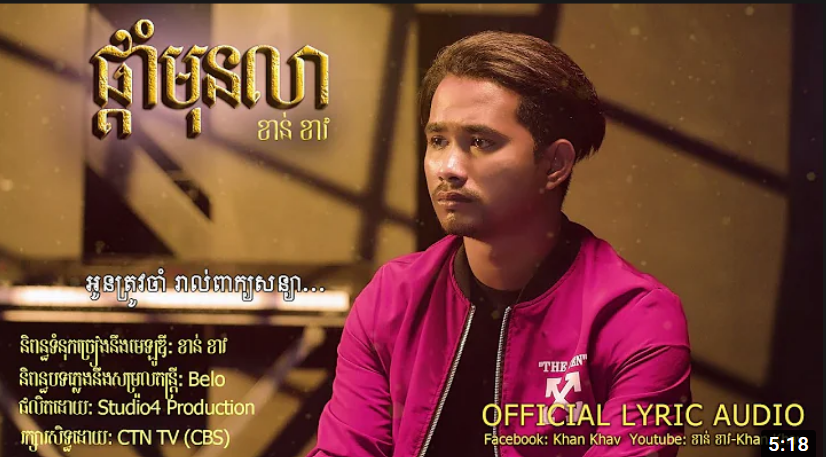 ផ្តាំមុនលា
ខាន់ ខាវ
អូនត្រូវចាំ រាល់ពាក្យសន្យា...
និពន្ធទំនុកច្រៀងនឹងមេឡូឌី: ខាន់ ខាវ
និពន្ធបទភ្លេងនឹងសម្រួលតន្ត្រី: Belo
ផលិតដោយ: Studio4 Production
រក្សាសិទ្ធដោយ: CTN TV (CBS)
"THE
OFFICIAL LYRIC AUDIO
Facebook: Khan Khav Youtube: ខាន់ ខាវ-Khan
5:18